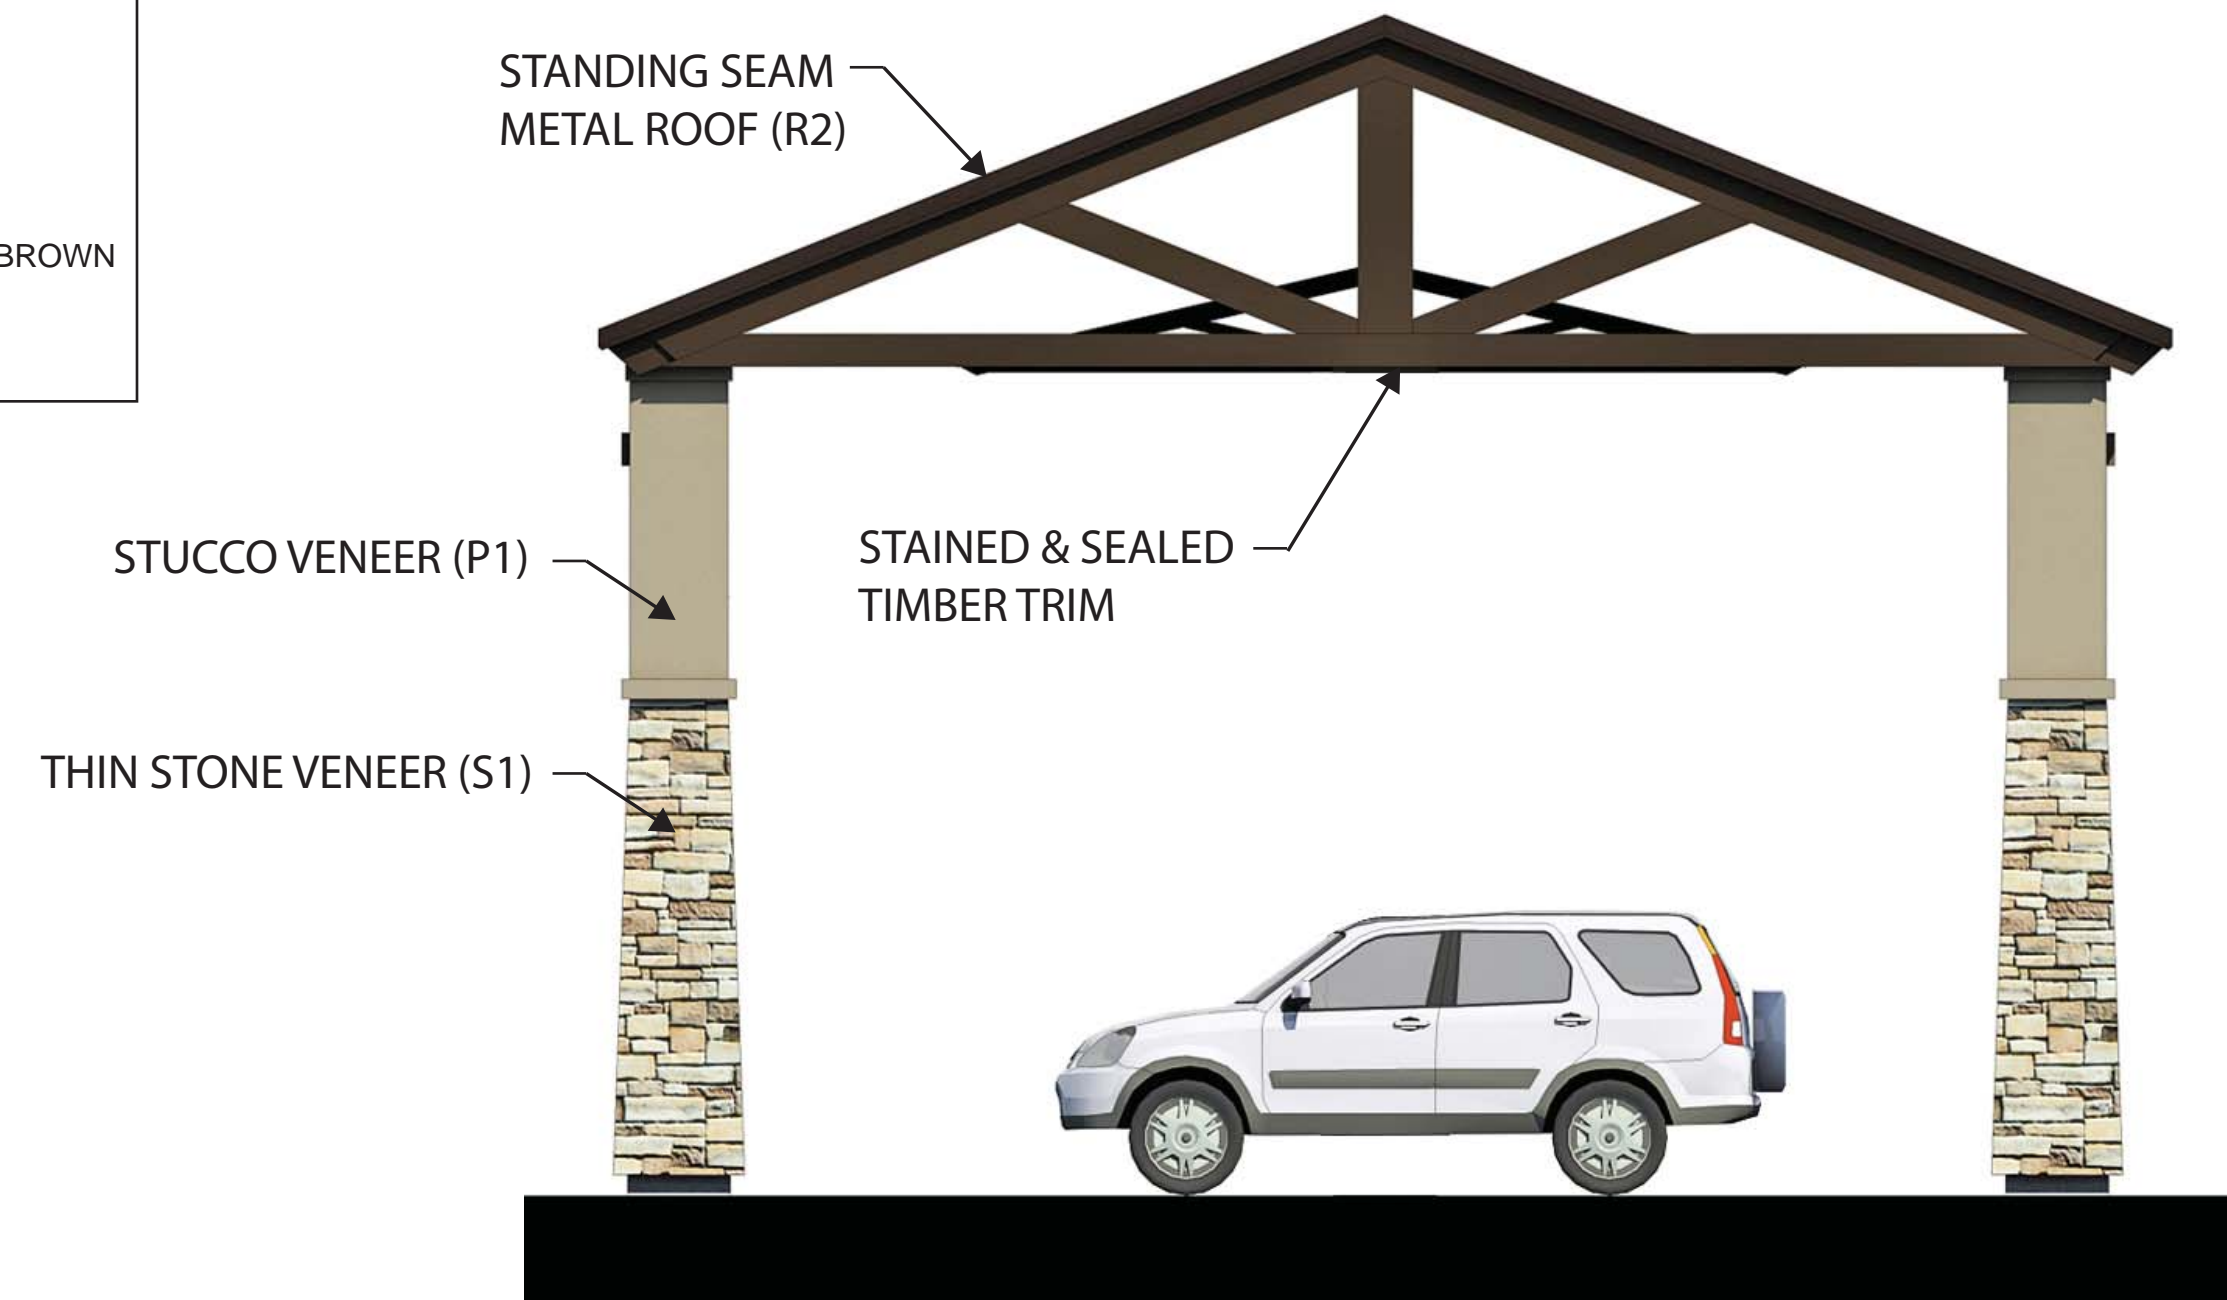 STANDING SEAM
METAL ROOF (R2)
BROWN
STUCCO VENEER (P1)
STAINED & SEALED
TIMBER TRIM
THIN STONE VENEER (S1)